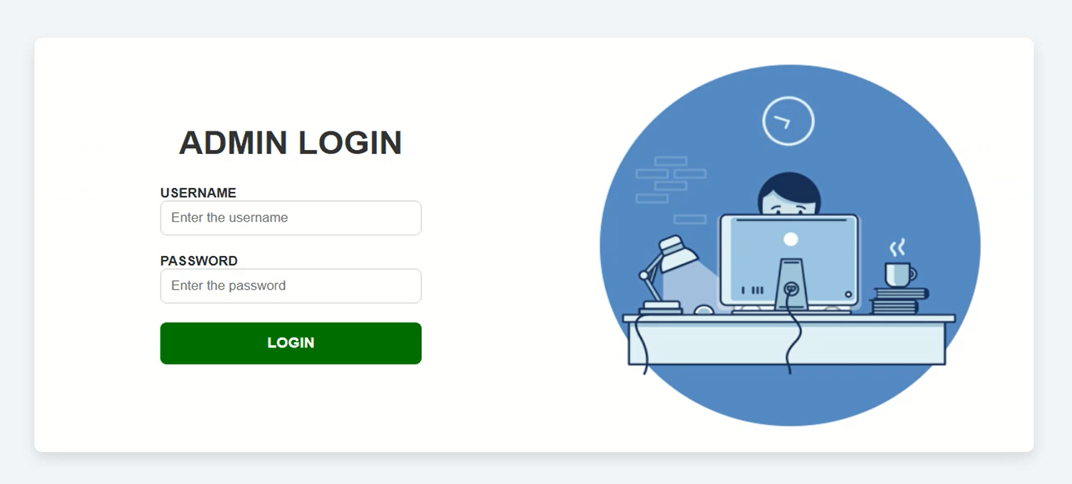 ADMIN LOGIN
USERNAME
Enter the username
PASSWORD
Enter the password
LOGIN